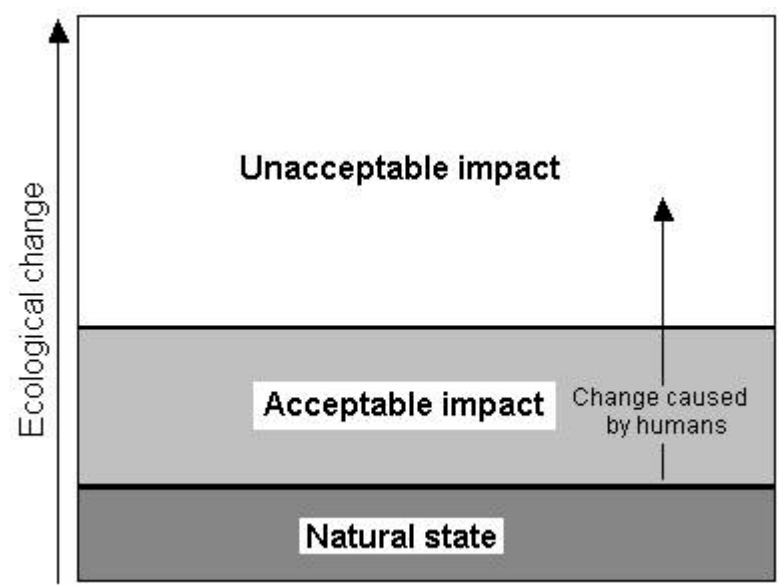 Ecological change
Unacceptable impact
Acceptable impact
Change caused
by humans
Natural state